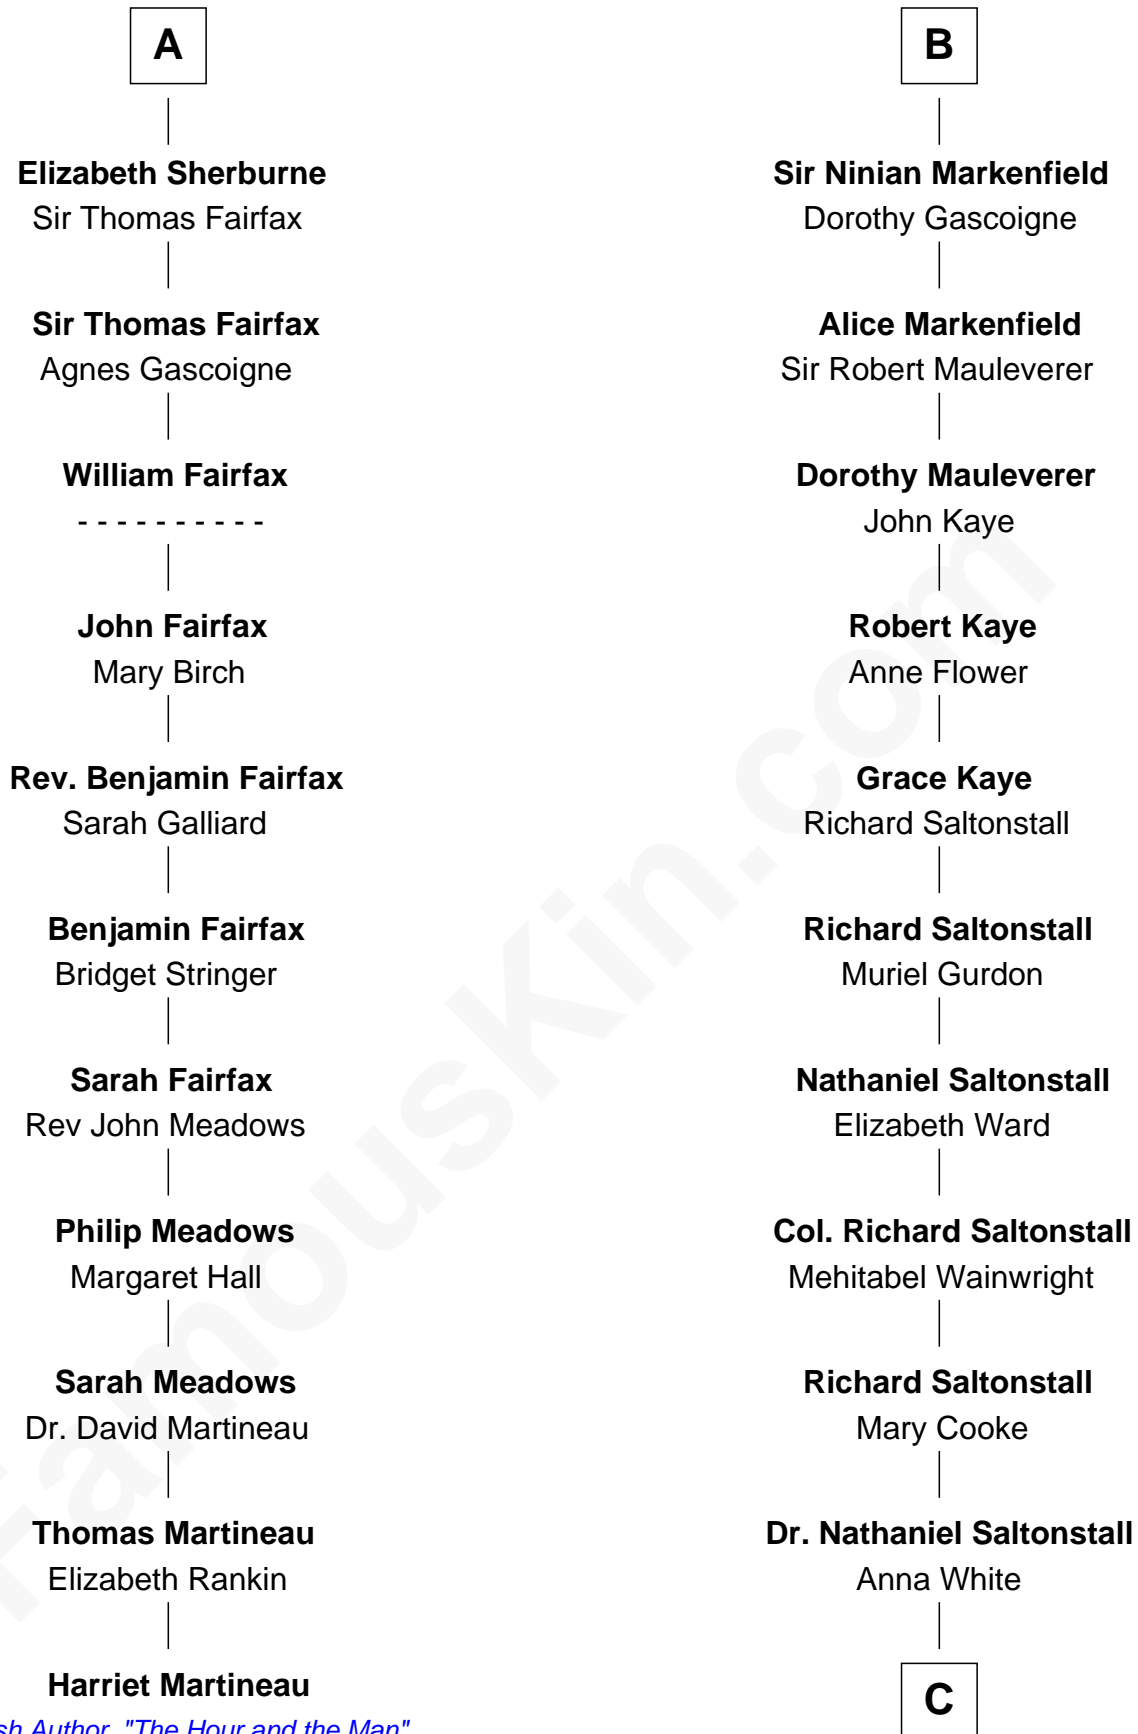 A
Elizabeth Sherburne
Sir Thomas Fairfax
Sir Thomas Fairfax
Agnes Gascoigne
William Fairfax
- - - - - - - - - -
John Fairfax
Mary Birch
Rev. Benjamin Fairfax
Sarah Galliard
Benjamin Fairfax
Bridget Stringer
Sarah Fairfax
Rev John Meadows
Philip Meadows
Margaret Hall
Sarah Meadows
Dr. David Martineau
Thomas Martineau
Elizabeth Rankin
Harriet Martineau
Author, "The Hour and the Man"
B
Sir Ninian Markenfield
Dorothy Gascoigne
Alice Markenfield
Sir Robert Mauleverer
Dorothy Mauleverer
John Kaye
Robert Kaye
Anne Flower
Grace Kaye
Richard Saltonstall
Richard Saltonstall
Muriel Gurdon
Nathaniel Saltonstall
Elizabeth Ward
Col. Richard Saltonstall
Mehitabel Wainwright
Richard Saltonstall
Mary Cooke
Dr. Nathaniel Saltonstall
Anna White
C
FamousKin.com